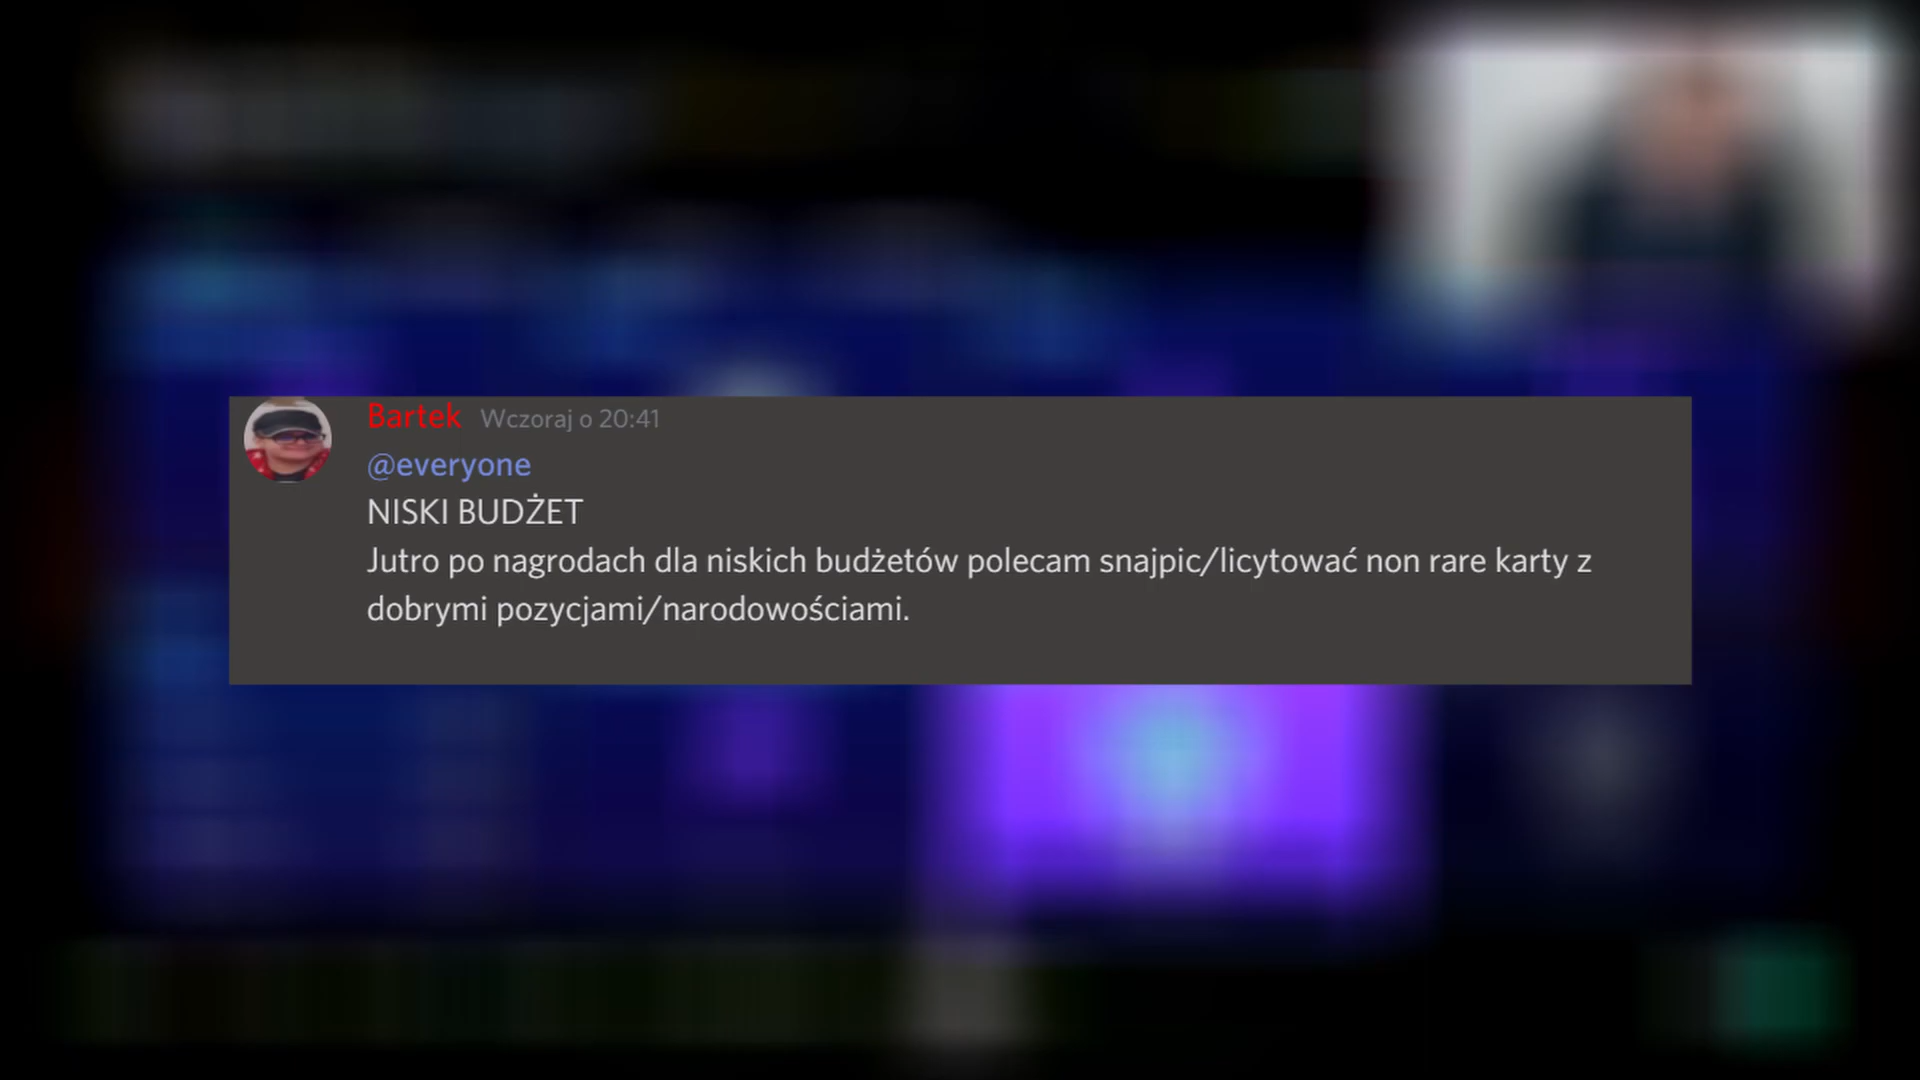 Bartek Wczoraj o 20:41
@everyone
NISKI BUDŻET
Jutro po nagrodach dla niskich budżetów polecam snajpic/licytować non rare karty z
dobrymi pozycjami/narodowościami.